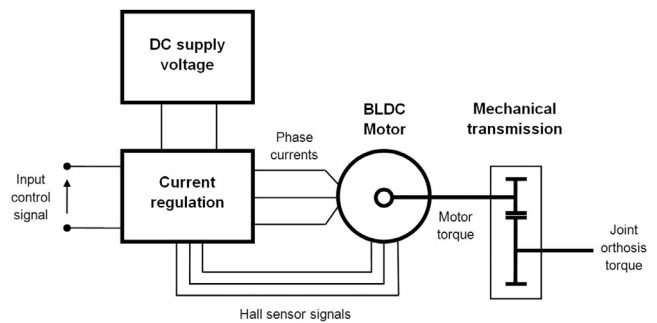 DC supply
voltage
BLDC
Motor
Mechanical
transmission
Phase
currents
Input
control
signal
Current
regulation
Motor
torque
Joint
orthosis
torque
Hall sensor signals